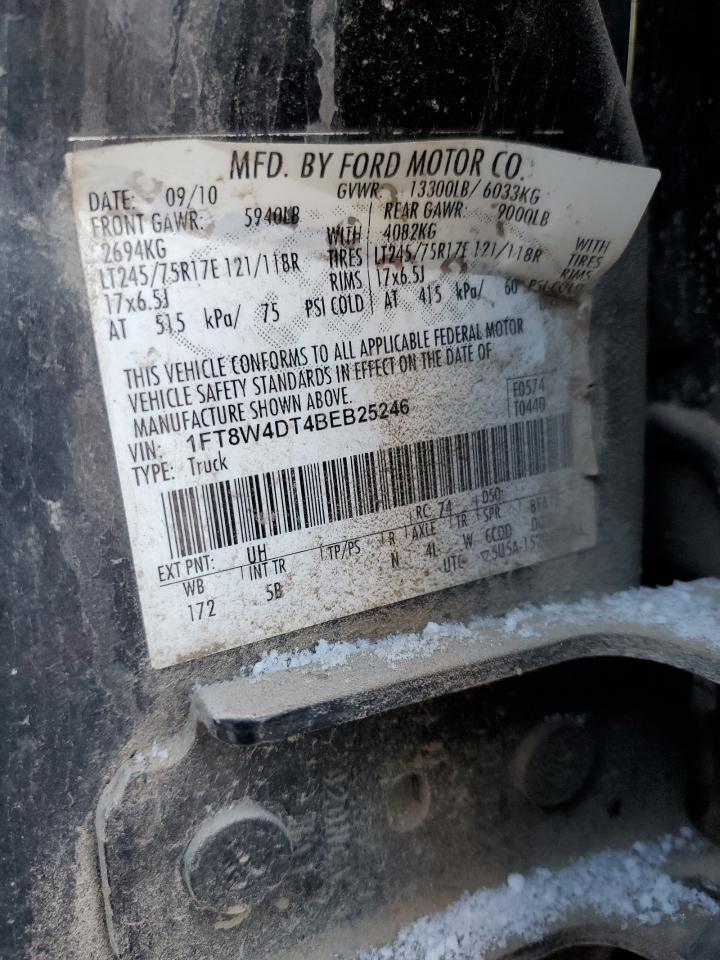 MFD. BY FORD MOTOR CO.
DATE: 09/10 GVWR: 13300LB/ 6033KG
FRONT GAWR: 5940LB REAR GAWR: 9000LB
2694KG WITH 4082KG WITH
LT245/75R17E 121/118R TIRES LT245/75R17E 121/118R TIRES
17x6.5J RIMS 17x6.5J RIMS
AT 515 kPa/ 75 PSI COLD AT 415 kPa/ 60 PSI COLD
THIS VEHICLE CONFORMS TO ALL APPLICABLE FEDERAL MOTOR
VEHICLE SAFETY STANDARDS IN EFFECT ON THE DATE OF
MANUFACTURE SHOWN ABOVE. F0574
VIN: 1FT8W4DT4BEB25246 T0440
TYPE: Truck
EXT PNT: UH RC 74 DSO:
WB INT TR TP/PS R AXLE TR SPR
172 5B N 4L W CCDD
UTC